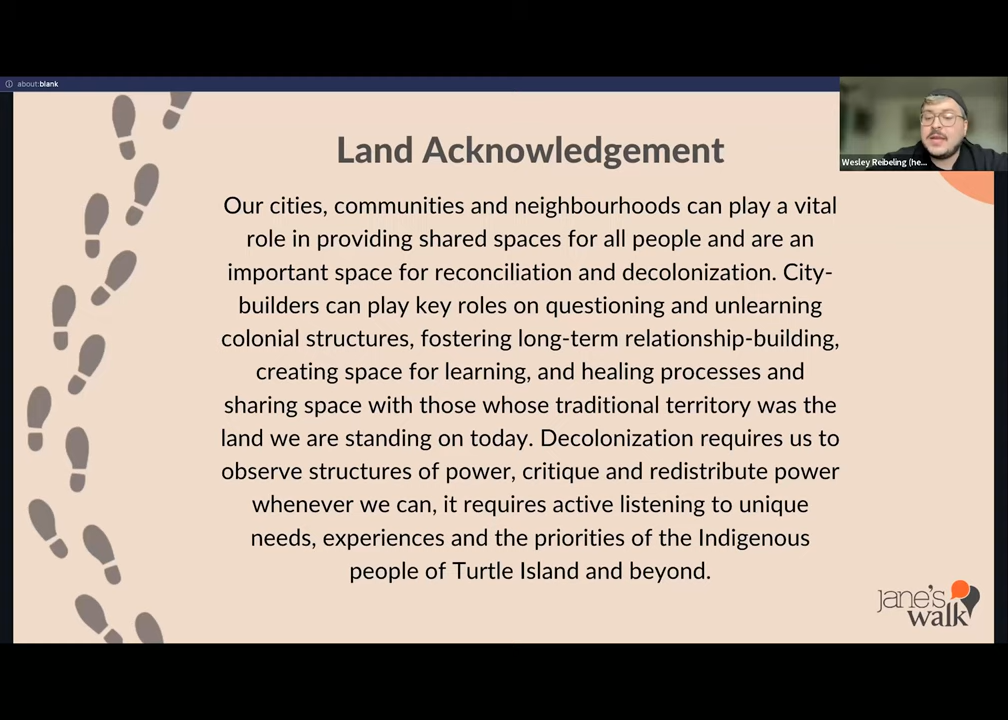 about:blank
Wesley Reibeling (he...
Land Acknowledgement
Our cities, communities and neighbourhoods can play a vital
role in providing shared spaces for all people and are an
important space for reconciliation and decolonization. City-
builders can play key roles on questioning and unlearning
colonial structures, fostering long-term relationship-building,
creating space for learning, and healing processes and
sharing space with those whose traditional territory was the
land we are standing on today. Decolonization requires us to
observe structures of power, critique and redistribute power
whenever we can, it requires active listening to unique
needs, experiences and the priorities of the Indigenous
people of Turtle Island and beyond.
jane's
walk